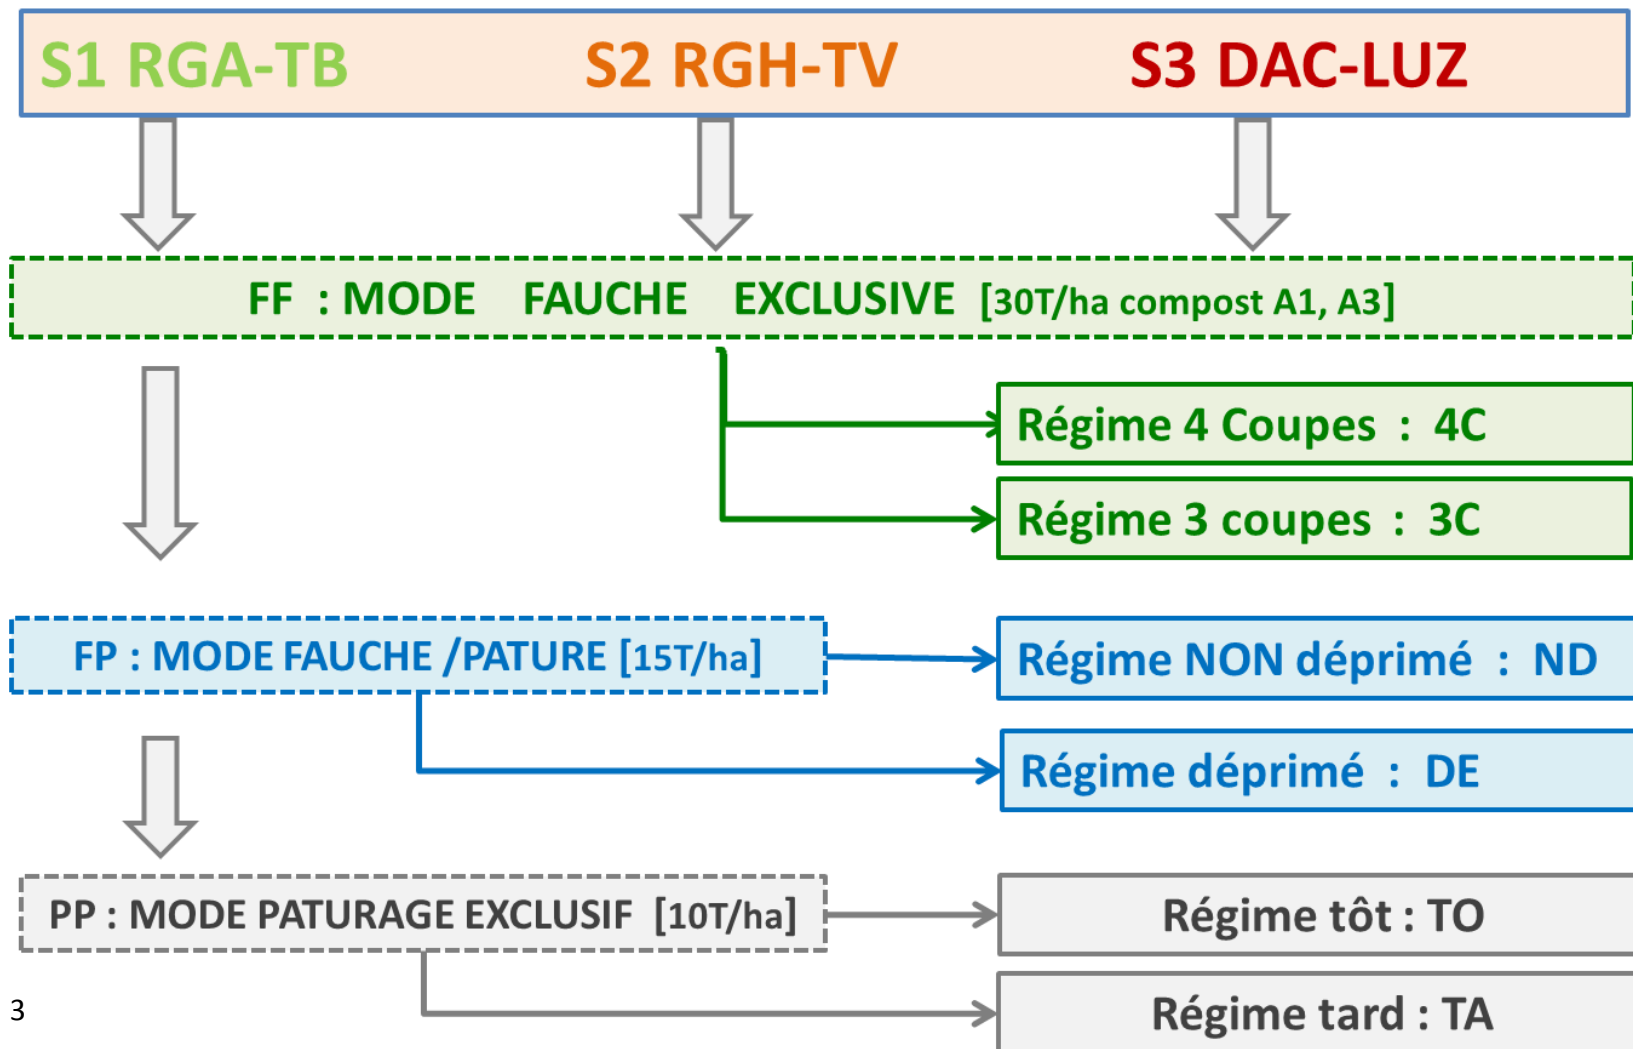 S1 RGA-TB S2 RGH-TV S3 DAC-LUZ
FF : MODE FAUCHE EXCLUSIVE [30T/ha compost A1, A3]
Régime 4 Coupes : 4C
Régime 3 coupes : 3C
FP : MODE FAUCHE /PATURE [15T/ha]
Régime NON déprimé : ND
Régime déprimé : DE
PP : MODE PATURAGE EXCLUSIF [10T/ha]
Régime tôt : TO
Régime tard : TA
3